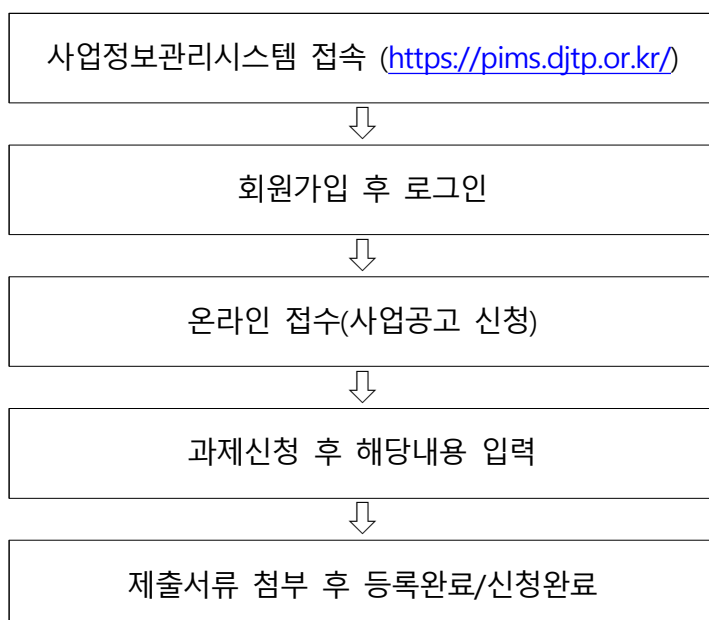 사업정보관리시스템 접속 (https://pims.djtp.or.kr/)
회원가입 후 로그인
온라인 접수(사업공고 신청)
과제신청 후 해당내용 입력
제출서류 첨부 후 등록완료/신청완료